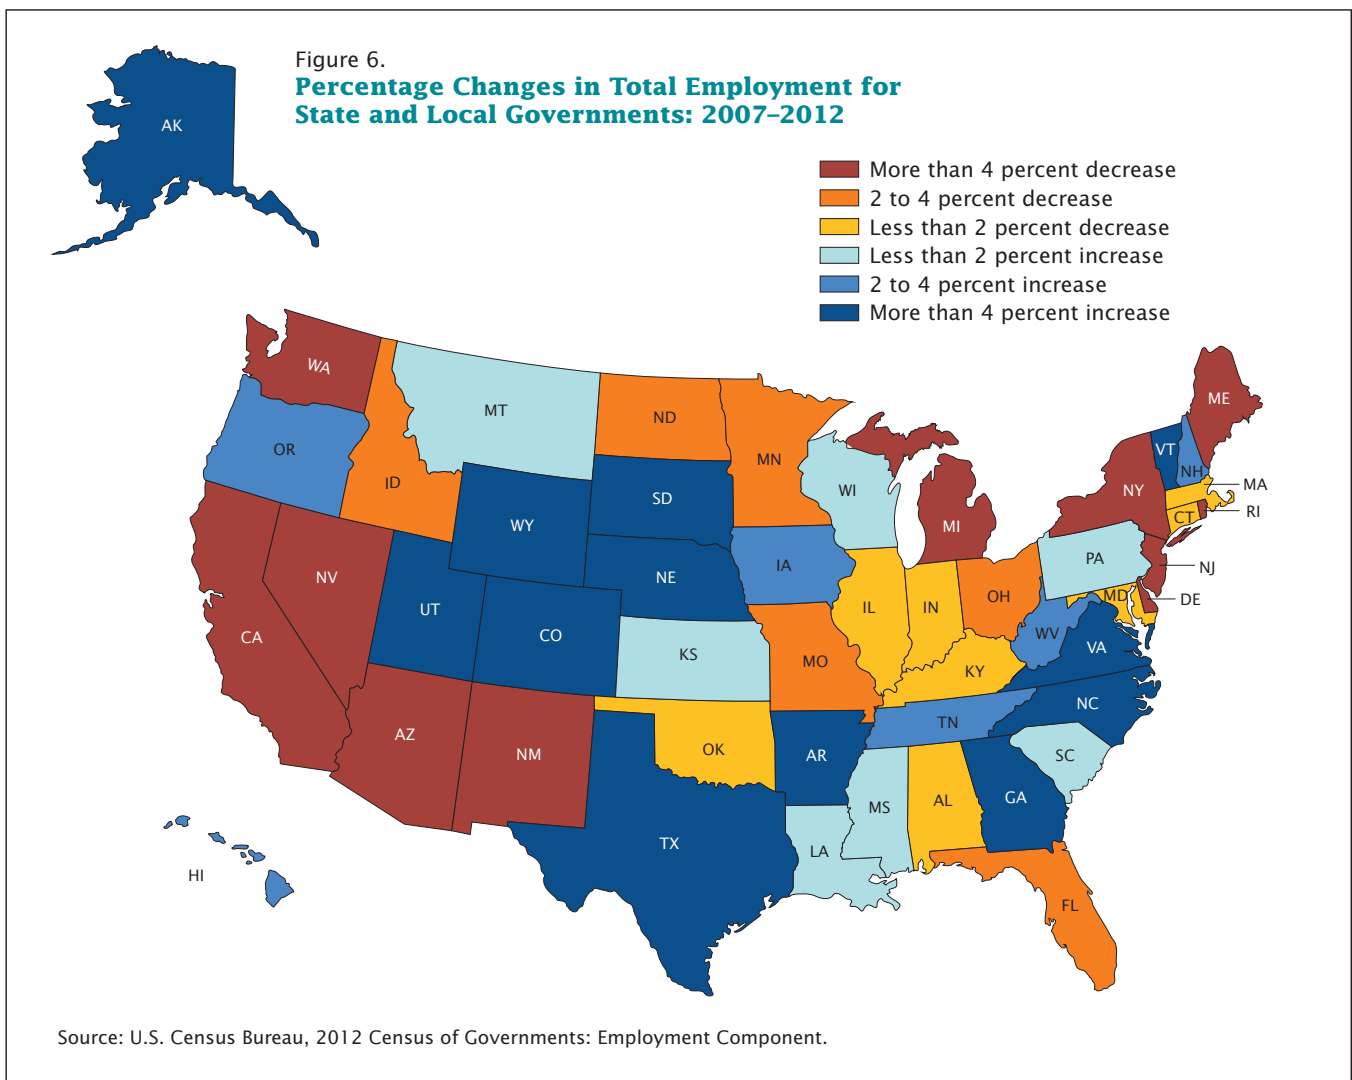 Figure 6.
Percentage Changes in Total Employment for
State and Local Governments: 2007–2012
AK
More than 4 percent decrease
2 to 4 percent decrease
Less than 2 percent decrease
Less than 2 percent increase
2 to 4 percent increase
More than 4 percent increase
WA
MT
ND
MN
OR
ID
WY
SD
WI
MI
ME
VT
NH
NY
MA
CT
RI
NV
UT
CO
NE
IA
IL
IN
OH
PA
NJ
MD
DE
CA
KS
MO
KY
WV
VA
AZ
NM
OK
AR
TN
NC
SC
TX
LA
MS
AL
GA
FL
HI
Source: U.S. Census Bureau, 2012 Census of Governments: Employment Component.